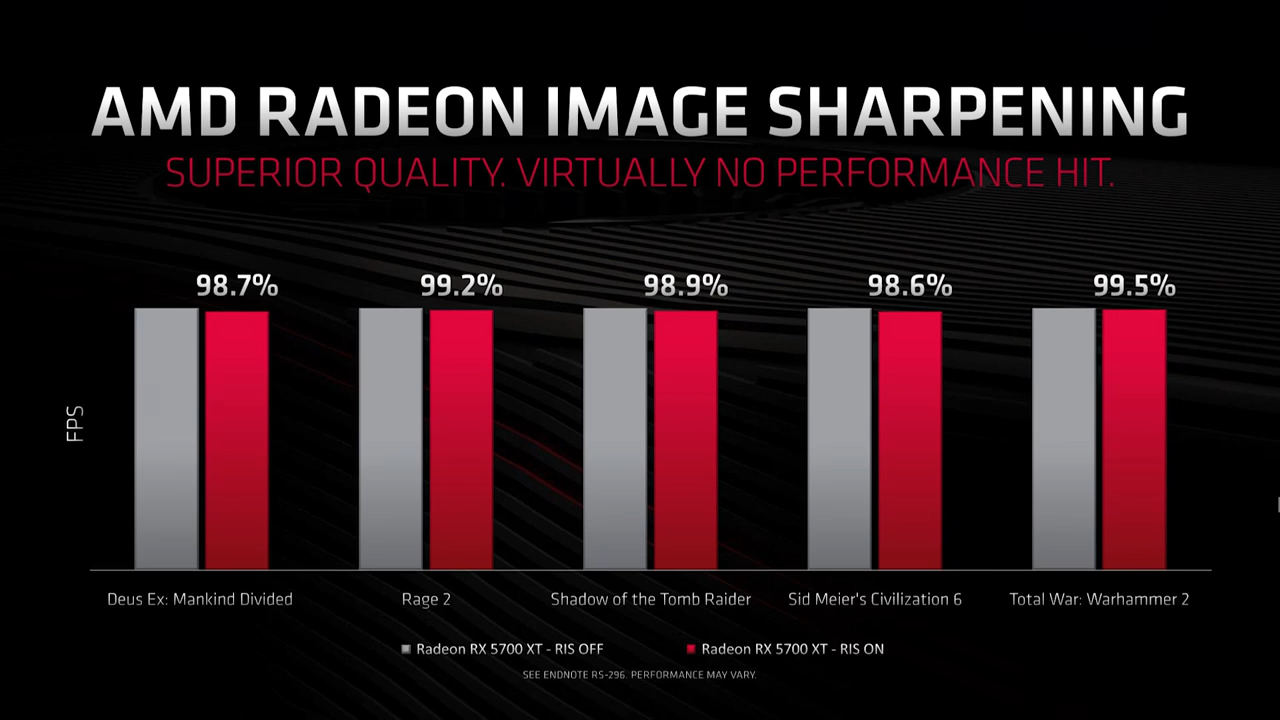 AMD RADEON IMAGE SHARPENING
SUPERIOR QUALITY. VIRTUALLY NO PERFORMANCE HIT.
98.7% 99.2% 98.9% 98.6% 99.5%
FPS
Deus Ex: Mankind Divided Rage 2 Shadow of the Tomb Raider Sid Meier's Civilization 6 Total War: Warhammer 2
Radeon RX 5700 XT - RIS OFF Radeon RX 5700 XT - RIS ON
SEE ENDNOTE RS-296. PERFORMANCE MAY VARY.